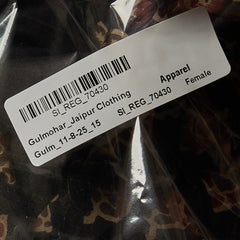 SI_REG_70430
Gulmohar_Jaipur Clothing Apparel
Gulm_11-8-25_15 SI_REG_70430 Female